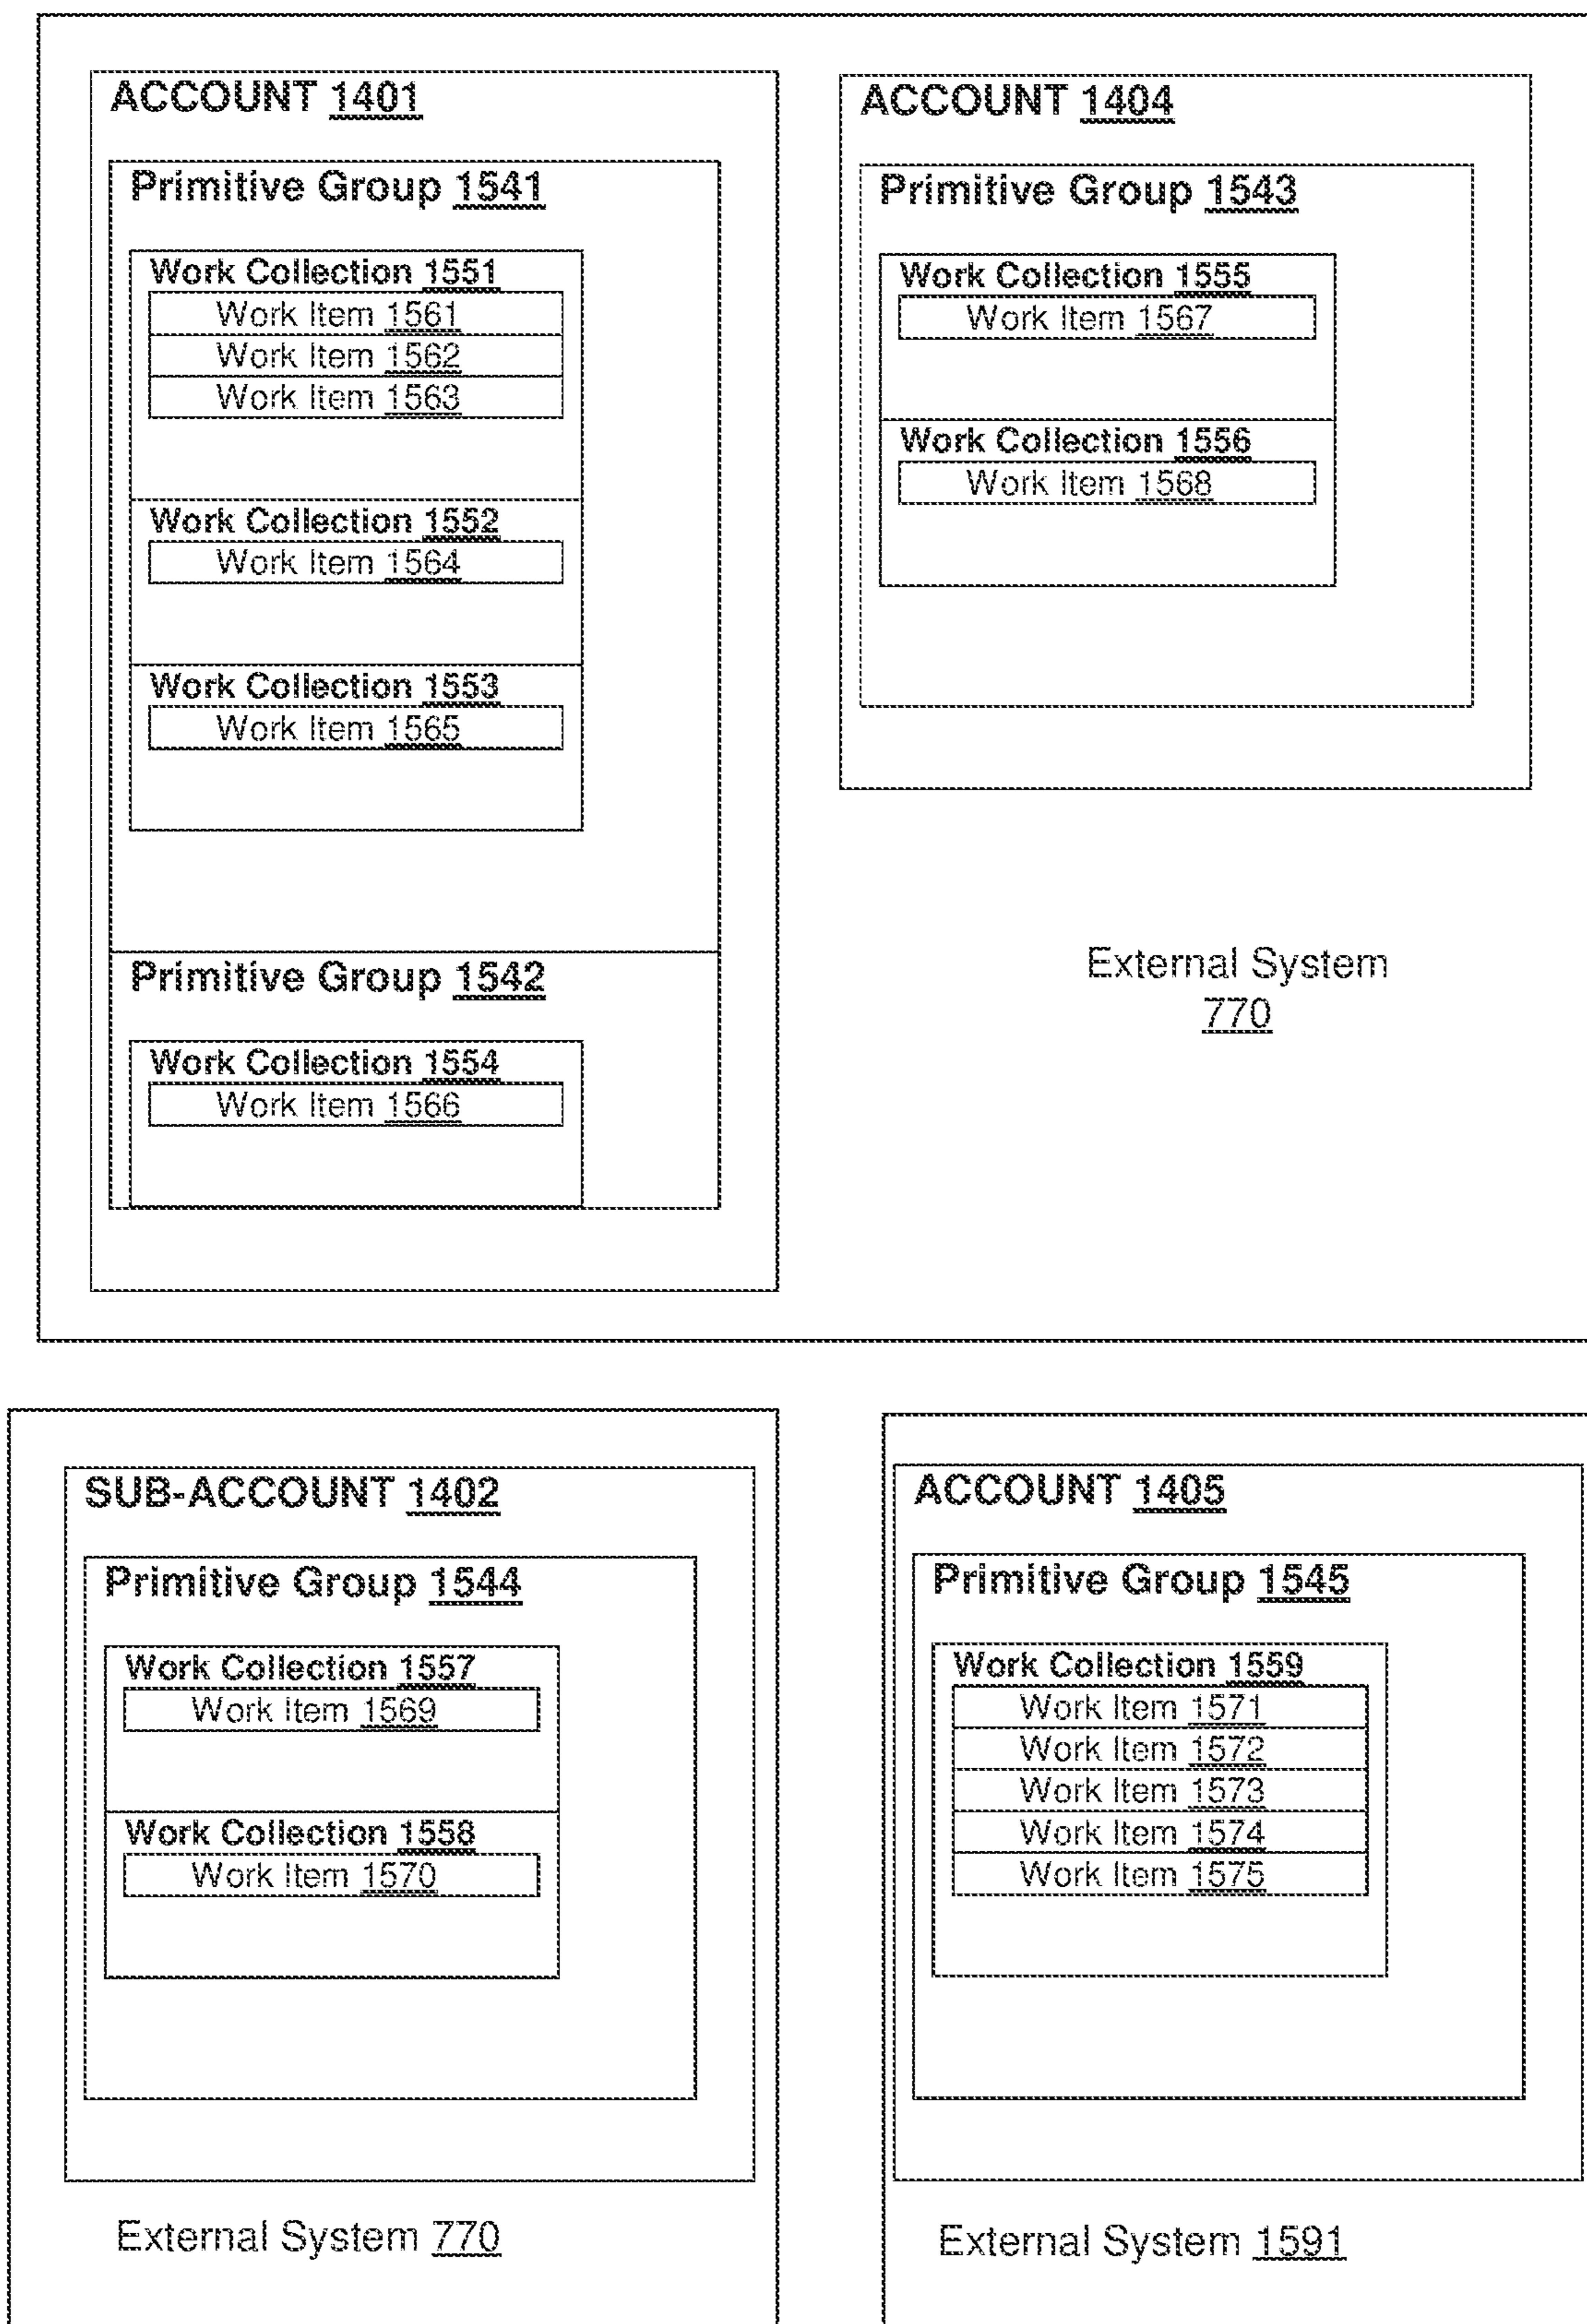 ACCOUNT 1401
Primitive Group 1541
Work Collection 1551
Work Item 1561
Work Item 1562
Work Item 1563
Work Collection 1552
Work Item 1564
Work Collection 1553
Work Item 1565
Primitive Group 1542
Work Collection 1554
Work Item 1566
ACCOUNT 1404
Primitive Group 1543
Work Collection 1555
Work Item 1567
Work Collection 1556
Work Item 1568
External System
770
SUB-ACCOUNT 1402
Primitive Group 1544
Work Collection 1557
Work Item 1569
Work Collection 1558
Work Item 1570
External System 770
ACCOUNT 1405
Primitive Group 1545
Work Collection 1559
Work Item 1571
Work Item 1572
Work Item 1573
Work Item 1574
Work Item 1575
External System 1591